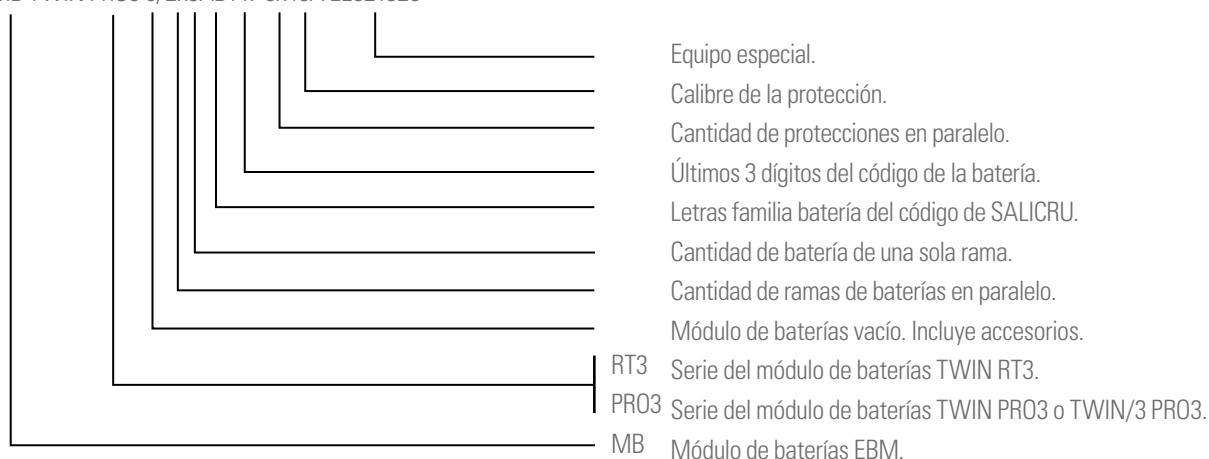 Equipo especial.
Calibre de la protección.
Cantidad de protecciones en paralelo.
Últimos 3 dígitos del código de la batería.
Letras familia batería del código de SALICRU.
Cantidad de batería de una sola rama.
Cantidad de ramas de baterías en paralelo.
Módulo de baterías vacío. Incluye accesorios.
RT3 Serie del módulo de baterías TWIN RT3.
PRO3 Serie del módulo de baterías TWIN PRO3 o TWIN/3 PRO3.
MB Módulo de baterías EBM.